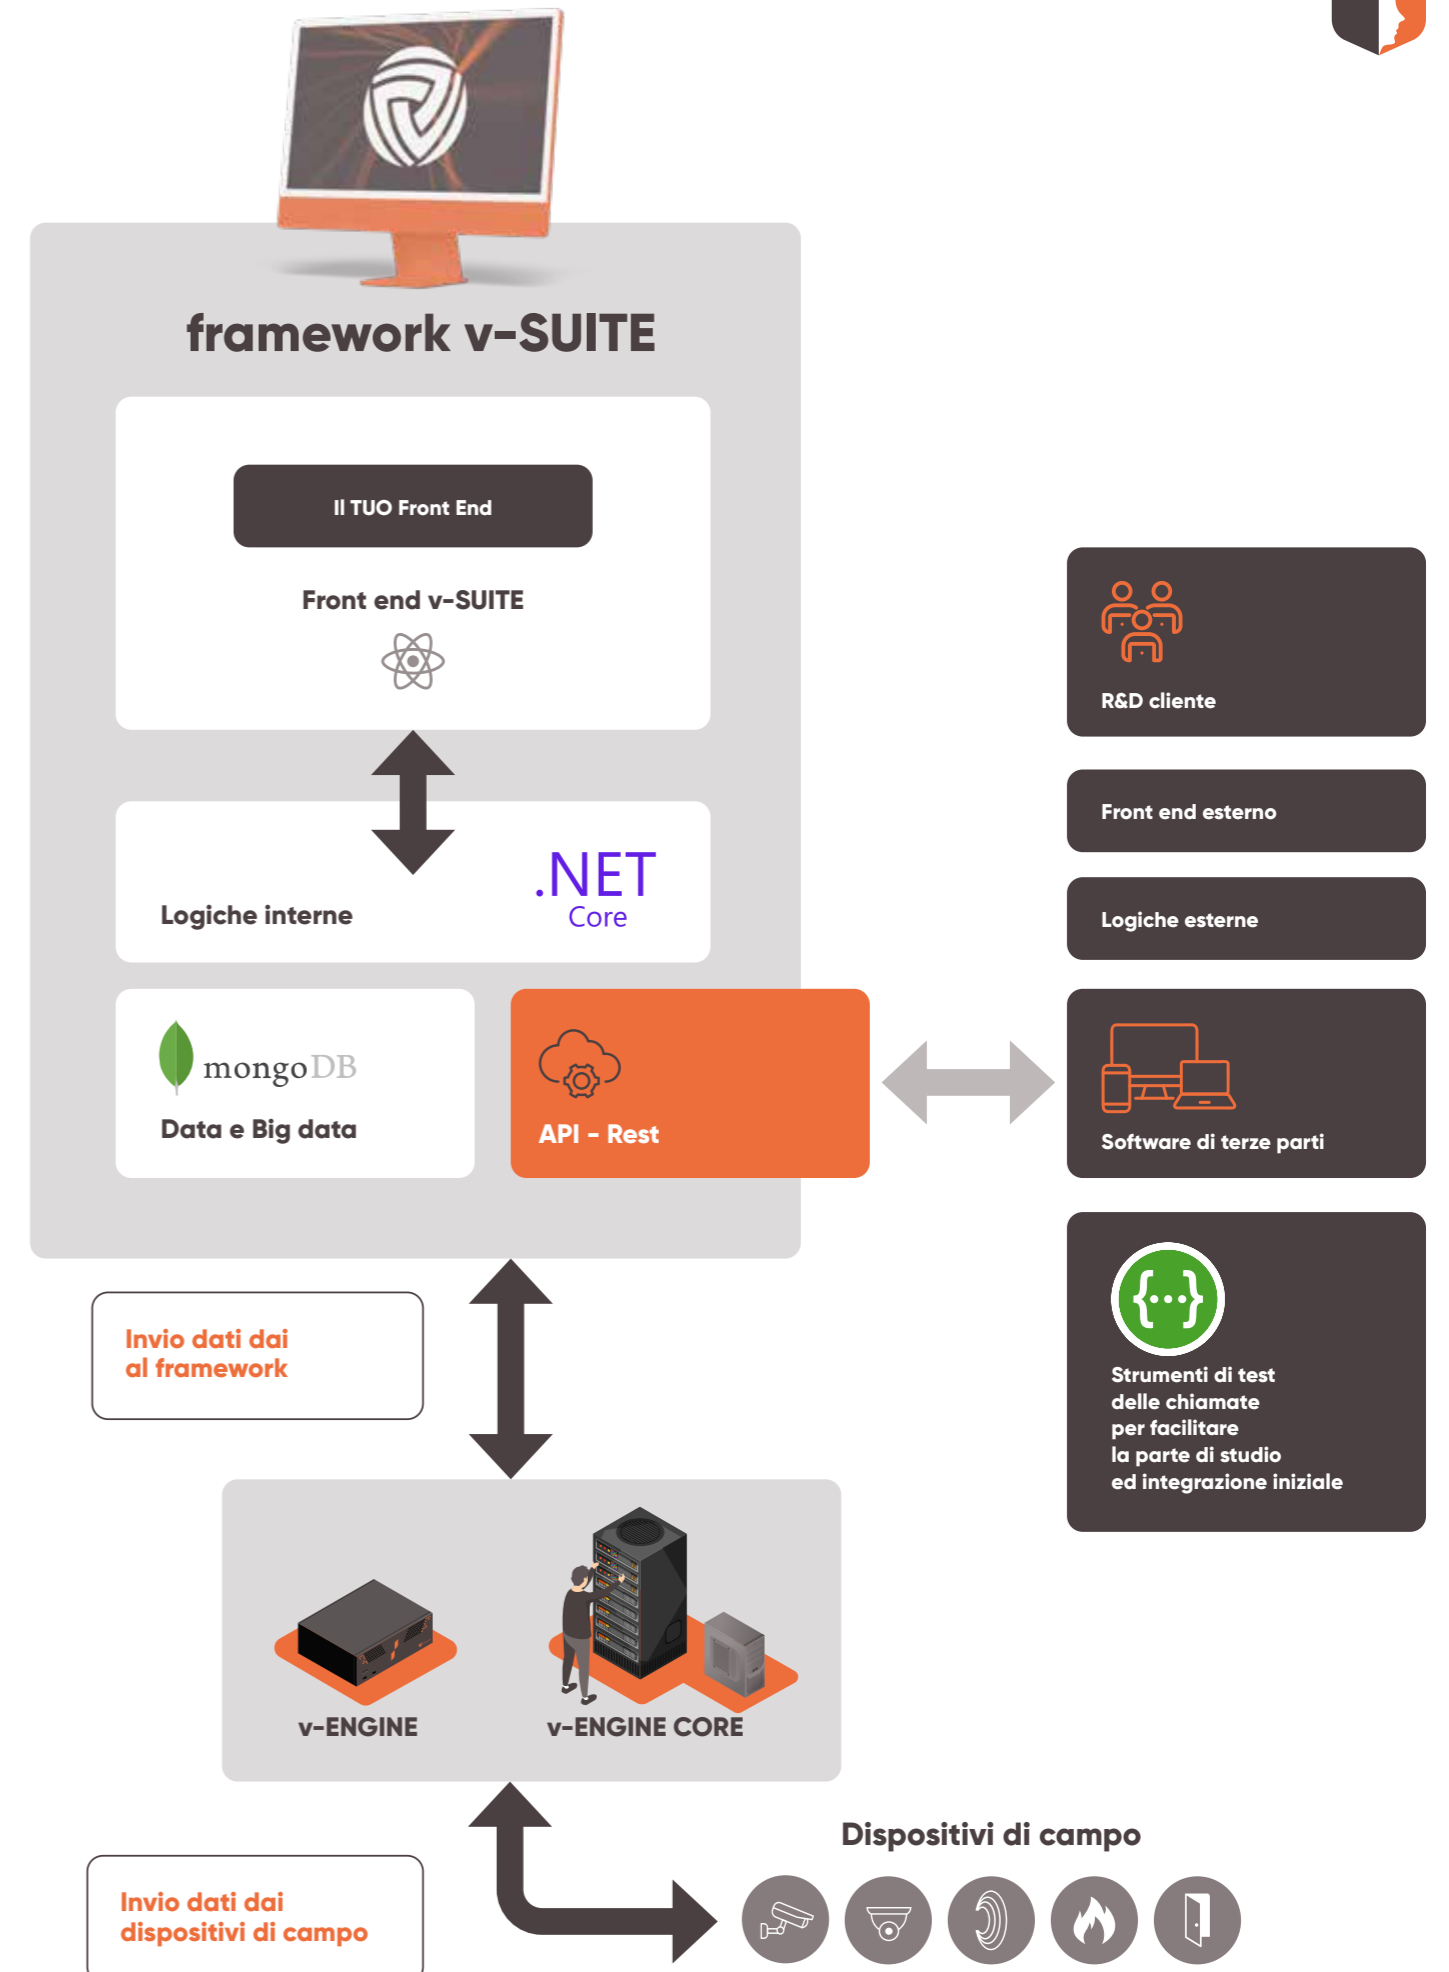 framework v-SUITE
Il TUO Front End
Front end v-SUITE
Logiche interne
.NET
Core
mongoDB
Data e Big data
API - Rest
R&D cliente
Front end esterno
Logiche esterne
Software di terze parti
{···}
Strumenti di test
delle chiamate
per facilitare
la parte di studio
ed integrazione iniziale
Invio dati dai
al framework
v-ENGINE
v-ENGINE CORE
Dispositivi di campo
Invio dati dai
dispositivi di campo